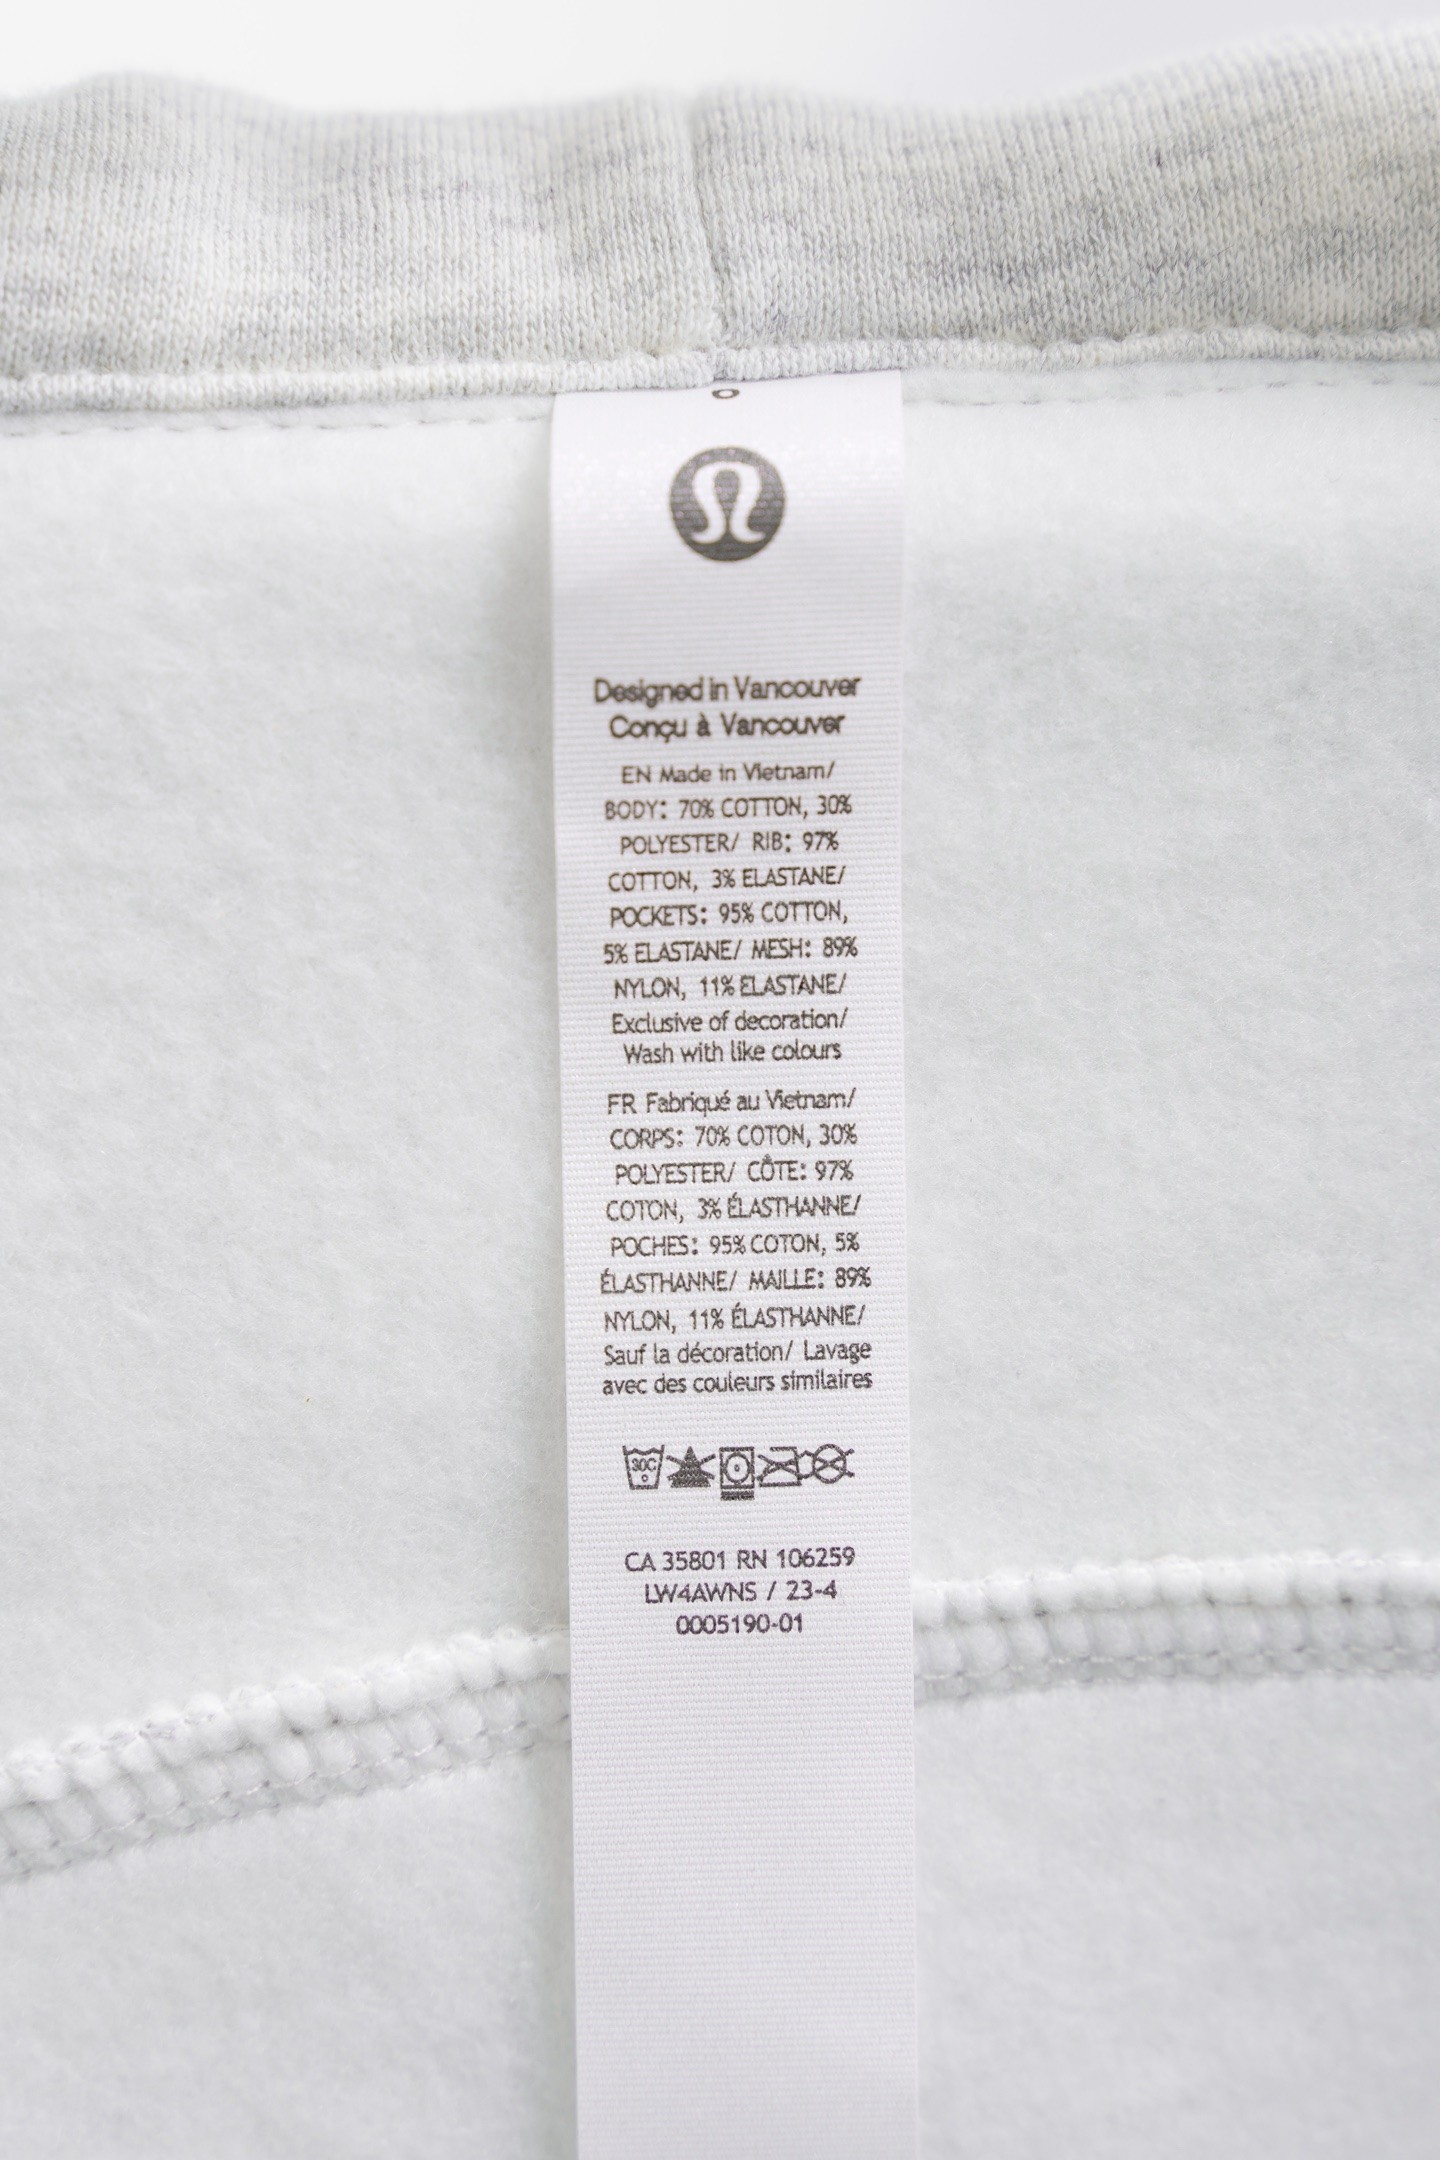 Designed in Vancouver
Conçu à Vancouver
EN Made in Vietnam/
BODY: 70% COTTON, 30%
POLYESTER/ RIB: 97%
COTTON, 3% ELASTANE/
POCKETS: 95% COTTON,
5% ELASTANE/ MESH: 89%
NYLON, 11% ELASTANE/
Exclusive of decoration/
Wash with like colours
FR Fabriqué au Vietnam/
CORPS: 70% COTON, 30%
POLYESTER/ CÔTE: 97%
COTON, 3% ÉLASTHANNE/
POCHES: 95% COTON, 5%
ÉLASTHANNE/ MAILLE: 89%
NYLON, 11% ÉLASTHANNE/
Sauf la décoration/ Lavage
avec des couleurs similaires
30C
CA 35801 RN 106259
LW4AWNS / 23-4
0005190-01